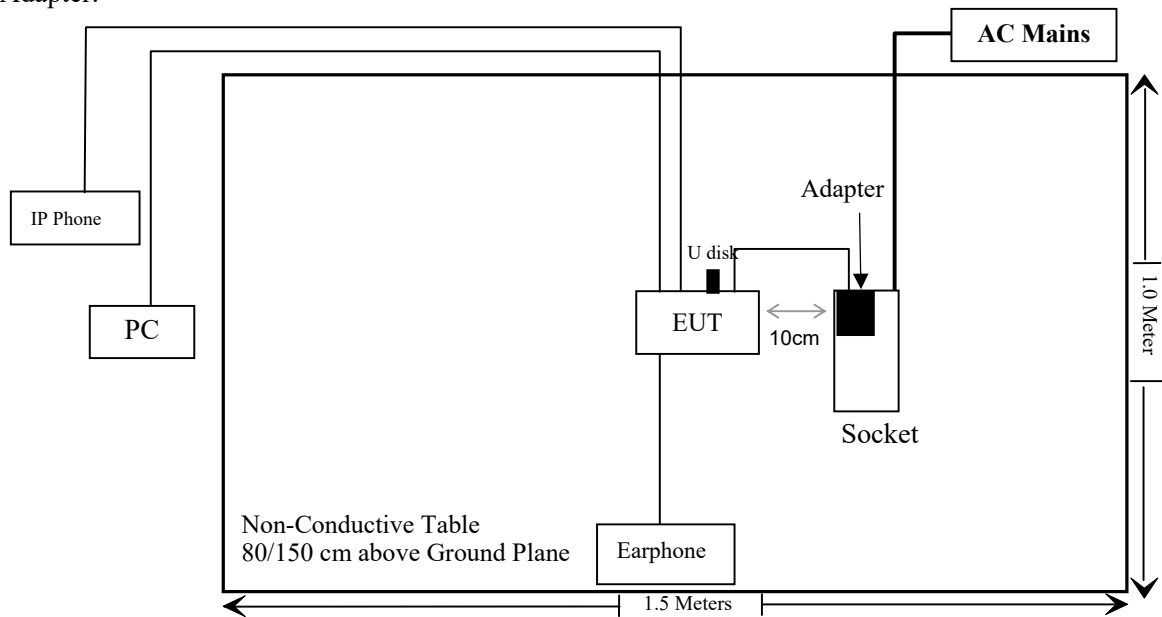 Adapter.
AC Mains
IP Phone
Adapter
U disk
PC
EUT
10cm
1.0 Meter
Socket
Non-Conductive Table
80/150 cm above Ground Plane
Earphone
1.5 Meters